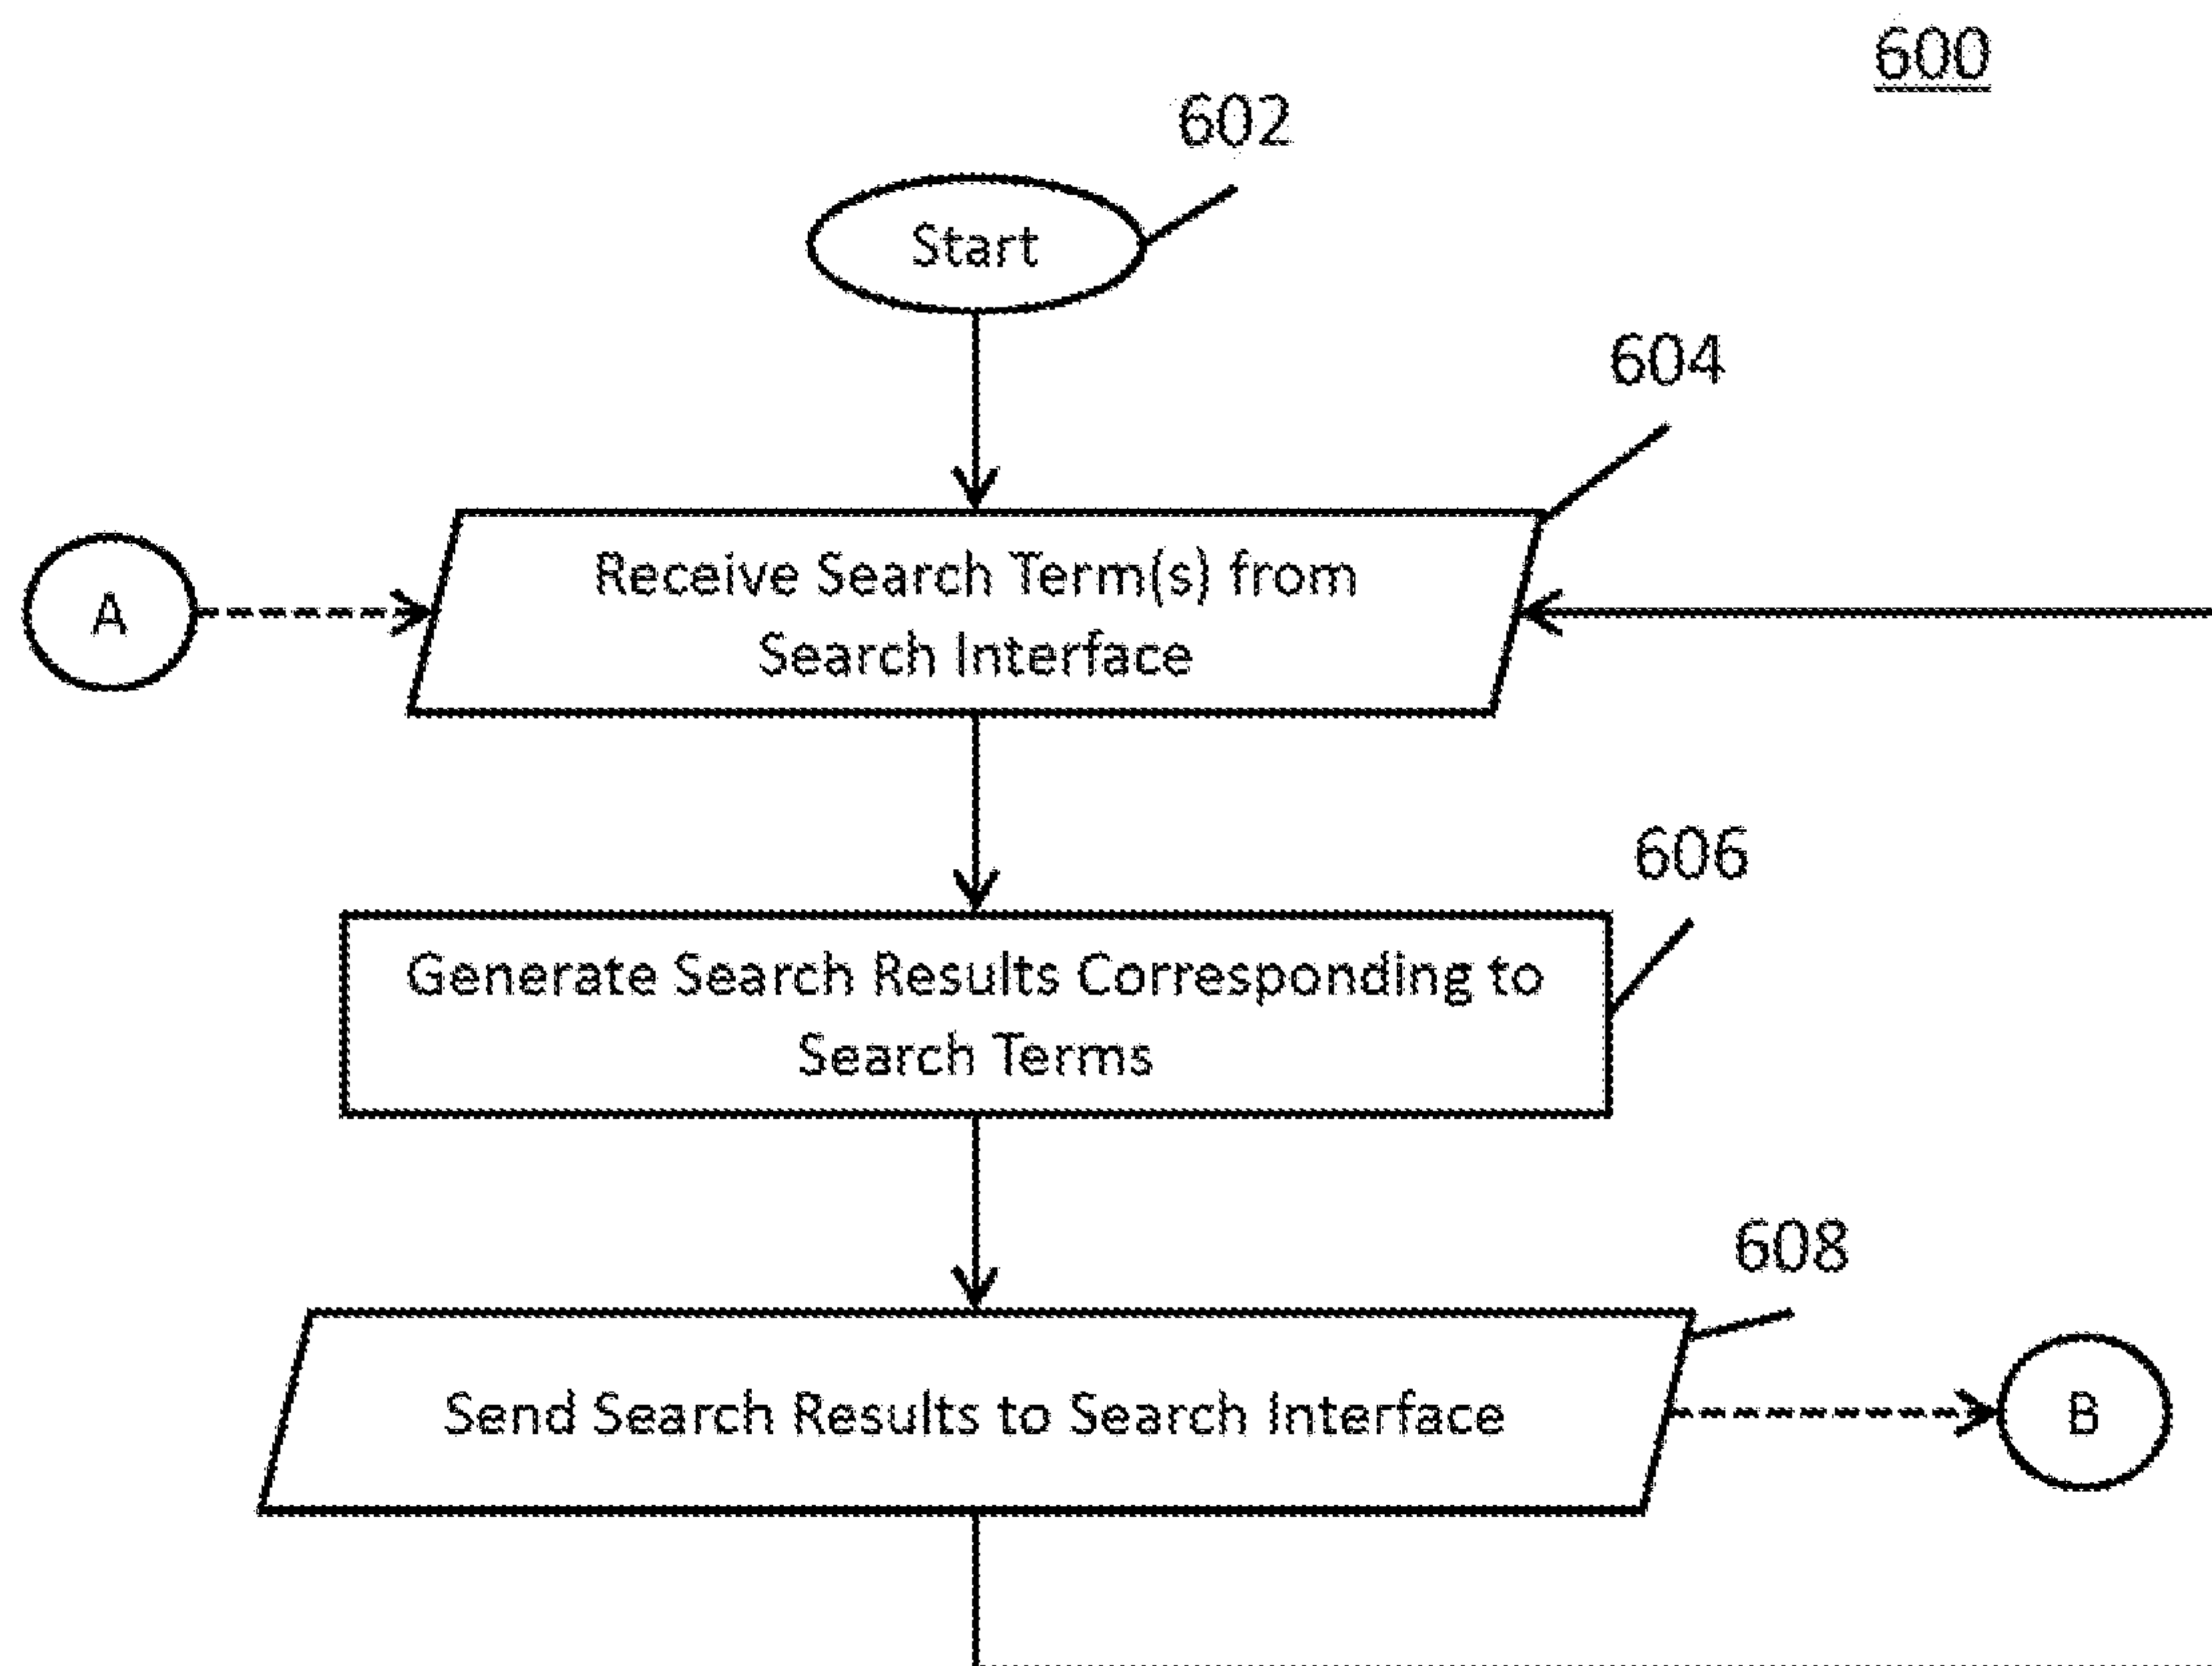 600
602
Start
604
A
Receive Search Term(s) from
Search Interface
606
Generate Search Results Corresponding to
Search Terms
608
Send Search Results to Search Interface
B